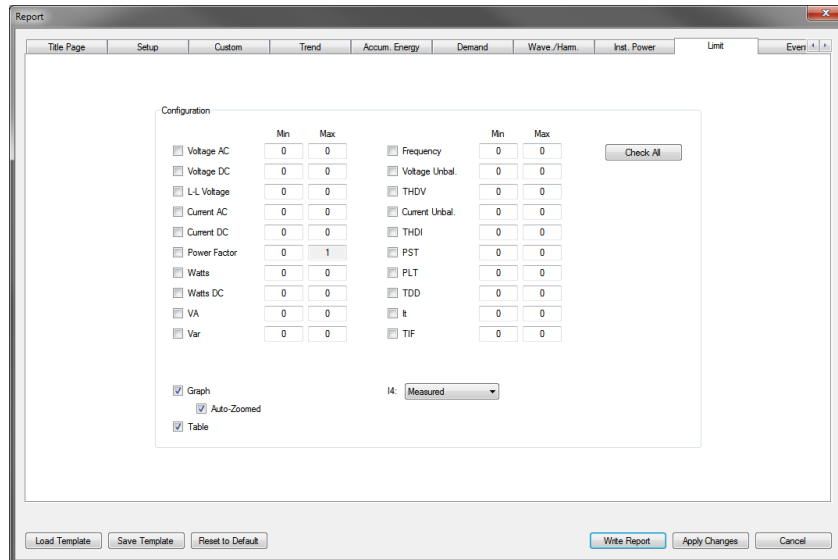 Report
Title Page Setup Custom Trend Accum. Energy Demand Wave./Harm. Inst. Power Limit Even
Configuration
Min Max Min Max
Voltage AC 0 0 Frequency 0 0 Check All
Voltage DC 0 0 Voltage Unbal. 0 0
L-L Voltage 0 0 THDV 0 0
Current AC 0 0 Current Unbal. 0 0
Current DC 0 0 THDI 0 0
Power Factor 0 1 PST 0 0
Watts 0 0 PLT 0 0
Watts DC 0 0 TDD 0 0
VA 0 0 It 0 0
Var 0 0 TIF 0 0
Graph I4: Measured
Auto-Zoomed
Table
Load Template Save Template Reset to Default Write Report Apply Changes Cancel